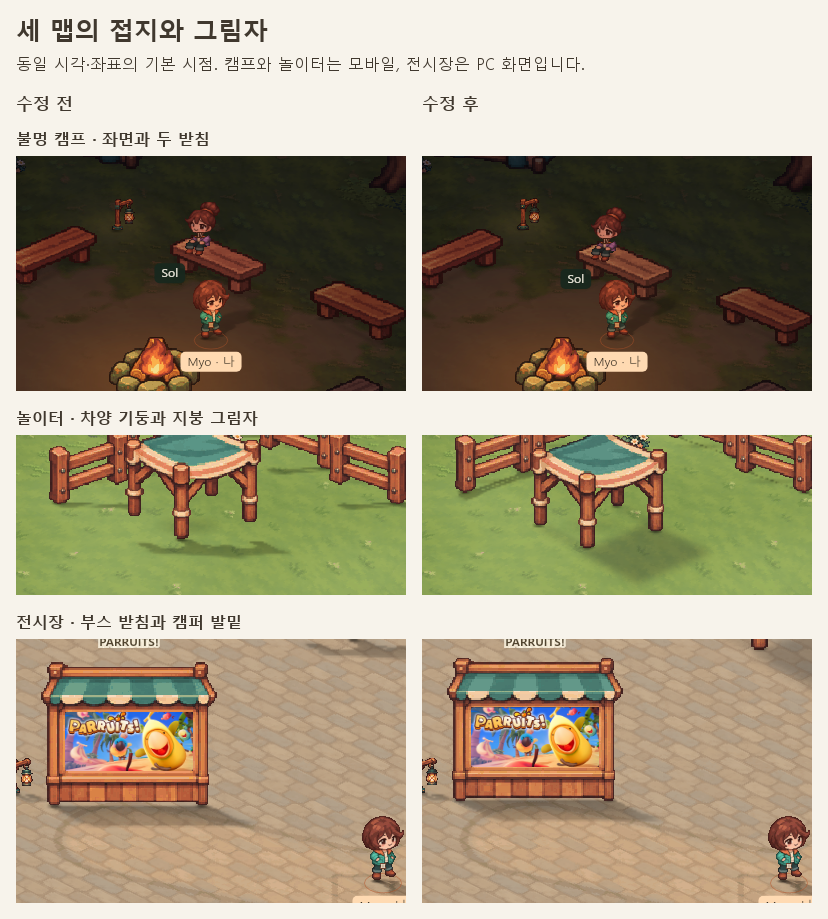 세 맵의 접지와 그림자
동일 시각·좌표의 기본 시점. 캠프와 놀이터는 모바일, 전시장은 PC 화면입니다.
수정 전
수정 후
불멍 캠프 · 좌면과 두 받침
Sol
Myo · 나
Sol
Myo · 나
놀이터 · 차양 기둥과 지붕 그림자
전시장 · 부스 받침과 캠퍼 발밑
PARRUITS!
PARRUITS!
PARRUITS!
PARRUITS!